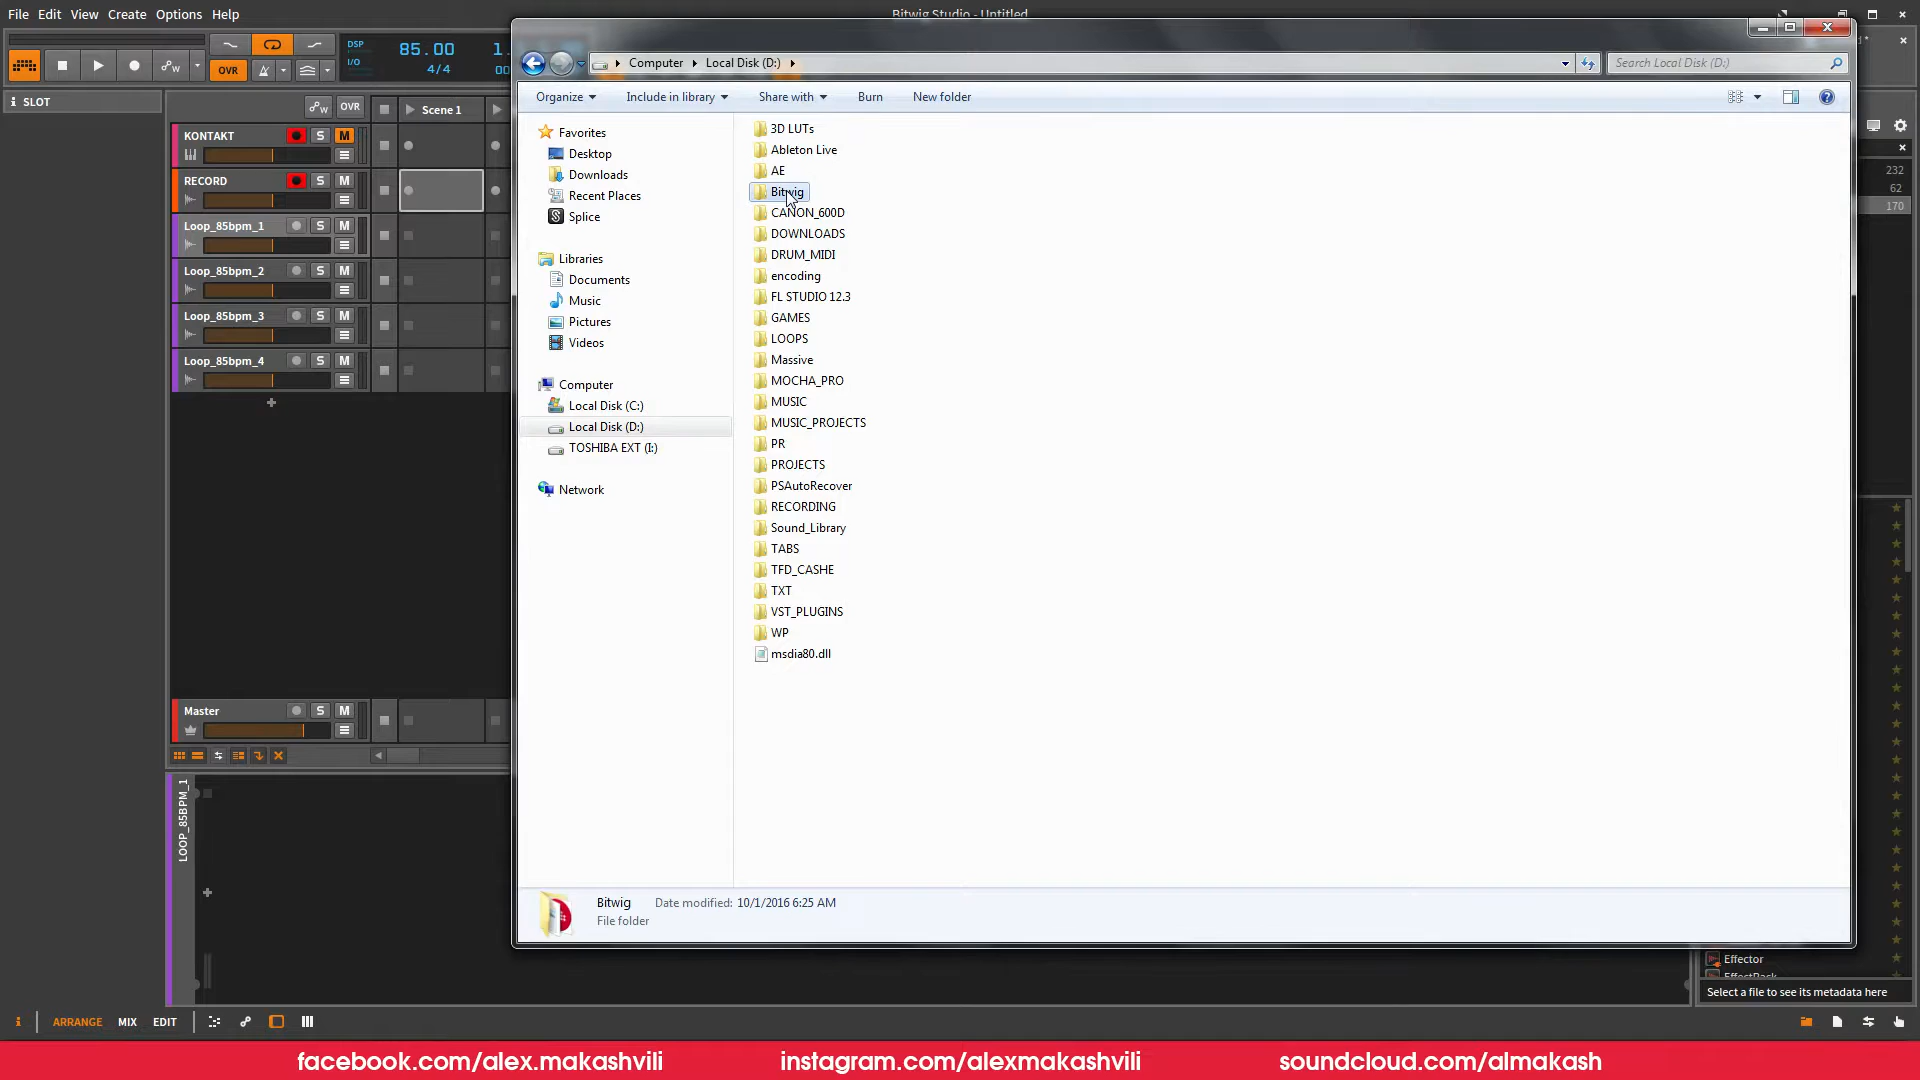 File Edit View Create Options Help
Bitwig Studio - Untitled
OVR
DSP
I/O
85.00
4/4
SLOT
OVR
Scene 1
KONTAKT
S M
RECORD
S M
Loop_85bpm_1
S M
Loop_85bpm_2
S M
Loop_85bpm_3
S M
Loop_85bpm_4
S M
Master
S M
LOOP_85BPM_1
Computer Local Disk (D:)
Search Local Disk (D:)
Organize Include in library Share with Burn New folder
Favorites
Desktop
Downloads
Recent Places
Splice
Libraries
Documents
Music
Pictures
Videos
Computer
Local Disk (C:)
Local Disk (D:)
TOSHIBA EXT (I:)
Network
3D LUTs
Ableton Live
AE
Bitwig
CANON_600D
DOWNLOADS
DRUM_MIDI
encoding
FL STUDIO 12.3
GAMES
LOOPS
Massive
MOCHA_PRO
MUSIC
MUSIC_PROJECTS
PR
PROJECTS
PSAutoRecover
RECORDING
Sound_Library
TABS
TFD_CASHE
TXT
VST_PLUGINS
WP
msdia80.dll
Bitwig Date modified: 10/1/2016 6:25 AM
File folder
232
62
170
Effector
EffectPack
Select a file to see its metadata here
ARRANGE MIX EDIT
facebook.com/alex.makashvili instagram.com/alexmakashvili soundcloud.com/almakash